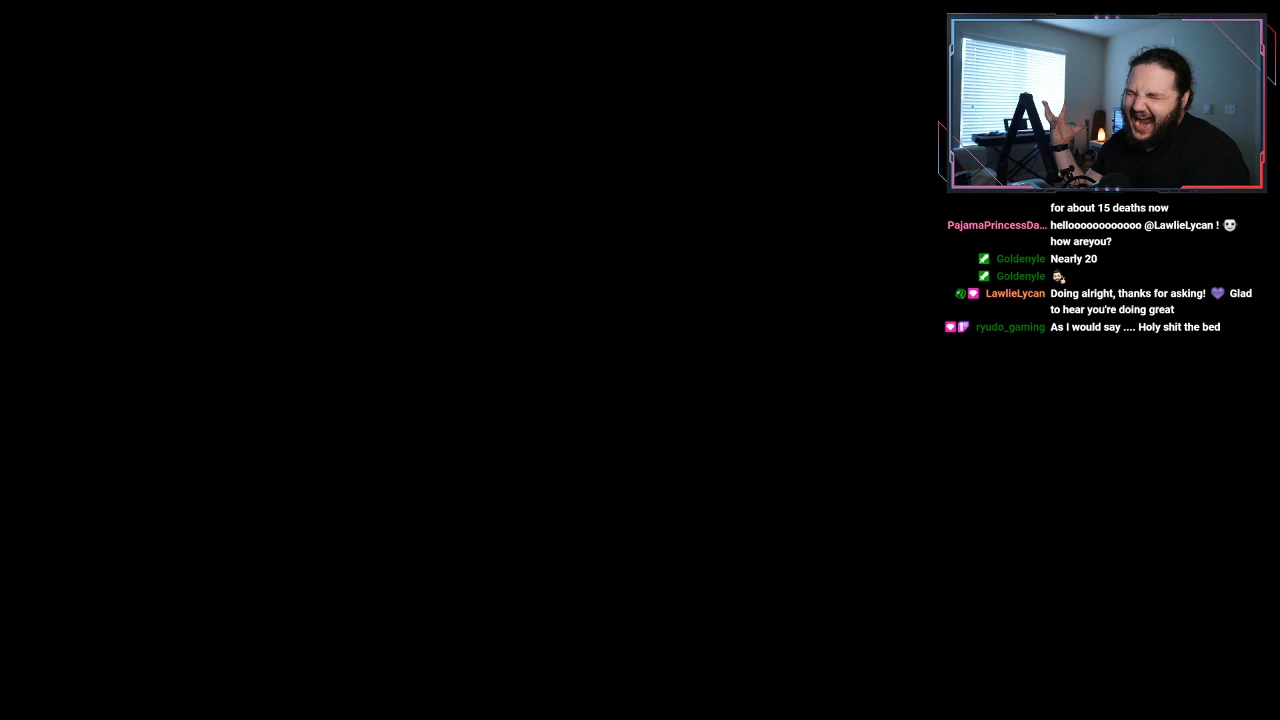 for about 15 deaths now
PajamaPrincessDa... helloooooooooooo @LawlieLycan !
how areyou?
Goldenyle Nearly 20
Goldenyle
LawlieLycan Doing alright, thanks for asking! Glad
to hear you're doing great
ryudo_gaming As I would say .... Holy shit the bed